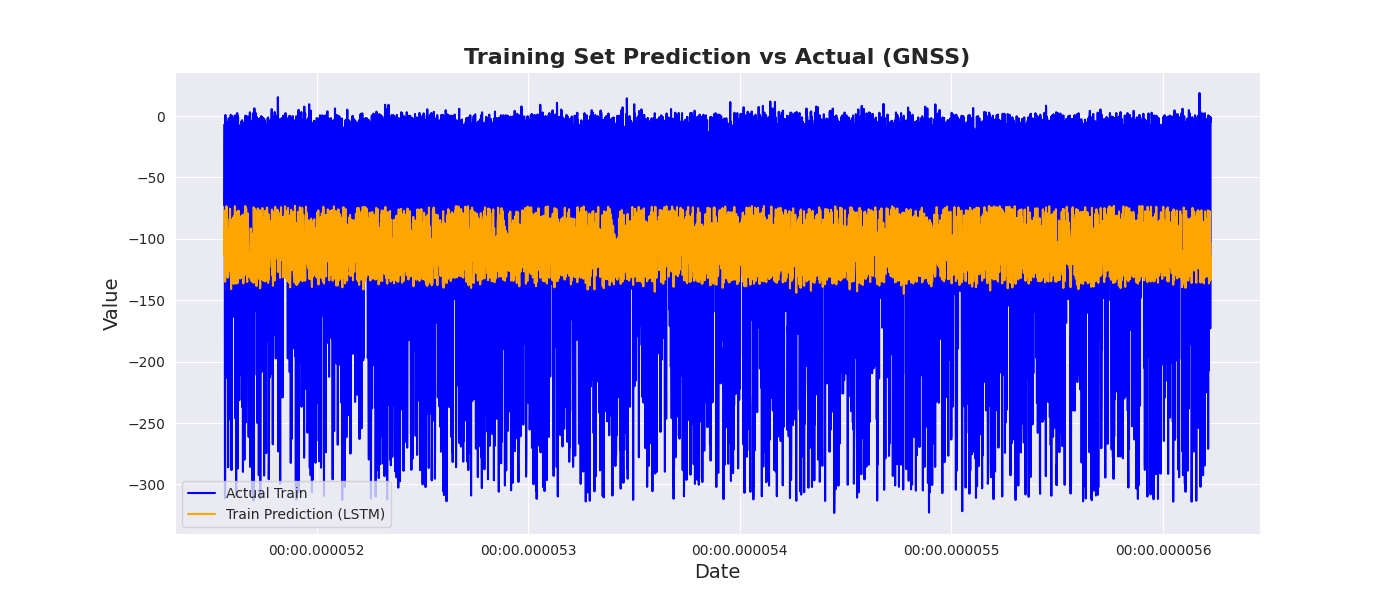 Training Set Prediction vs Actual (GNSS)
Value
0
−50
−100
−150
−200
−250
−300
Actual Train
Train Prediction (LSTM)
00:00.000052
00:00.000053
00:00.000054
00:00.000055
00:00.000056
Date